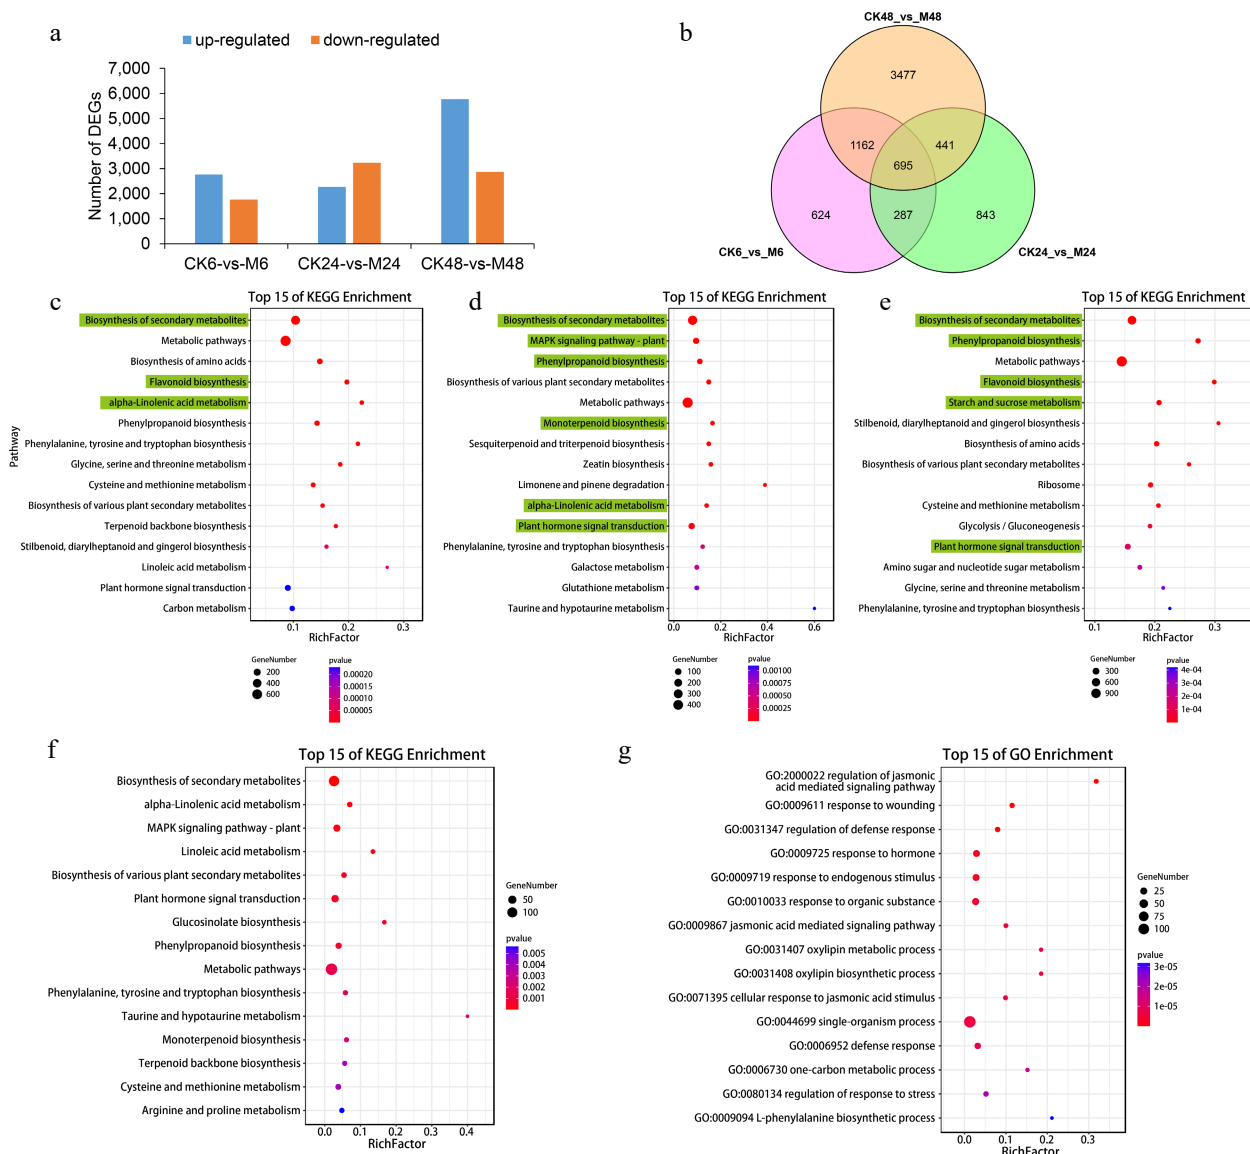 a
up-regulated
down-regulated
Number of DEGs
7,000
6,000
5,000
4,000
3,000
2,000
1,000
0
CK6-vs-M6
CK24-vs-M24
CK48-vs-M48
b
CK48_vs_M48
3477
1162
441
695
624
287
843
CK6_vs_M6
CK24_vs_M24
c
Top 15 of KEGG Enrichment
Pathway
Biosynthesis of secondary metabolites
Metabolic pathways
Biosynthesis of amino acids
Flavonoid biosynthesis
alpha-Linolenic acid metabolism
Phenylpropanoid biosynthesis
Phenylalanine, tyrosine and tryptophan biosynthesis
Glycine, serine and threonine metabolism
Cysteine and methionine metabolism
Biosynthesis of various plant secondary metabolites
Terpenoid backbone biosynthesis
Stilbenoid, diarylheptanoid and gingerol biosynthesis
Linoleic acid metabolism
Plant hormone signal transduction
Carbon metabolism
0.1 0.2 0.3
RichFactor
GeneNumber
200
400
600
pvalue
0.00020
0.00015
0.00010
0.00005
d
Top 15 of KEGG Enrichment
Biosynthesis of secondary metabolites
MAPK signaling pathway - plant
Phenylpropanoid biosynthesis
Biosynthesis of various plant secondary metabolites
Metabolic pathways
Monoterpenoid biosynthesis
Sesquiterpenoid and triterpenoid biosynthesis
Zeatin biosynthesis
Limonene and pinene degradation
alpha-Linolenic acid metabolism
Plant hormone signal transduction
Phenylalanine, tyrosine and tryptophan biosynthesis
Galactose metabolism
Glutathione metabolism
Taurine and hypotaurine metabolism
0.0 0.2 0.4 0.6
RichFactor
GeneNumber
100
200
300
400
pvalue
0.00100
0.00075
0.00050
0.00025
e
Top 15 of KEGG Enrichment
Biosynthesis of secondary metabolites
Phenylpropanoid biosynthesis
Metabolic pathways
Flavonoid biosynthesis
Starch and sucrose metabolism
Stilbenoid, diarylheptanoid and gingerol biosynthesis
Biosynthesis of amino acids
Biosynthesis of various plant secondary metabolites
Ribosome
Cysteine and methionine metabolism
Glycolysis / Gluconeogenesis
Plant hormone signal transduction
Amino sugar and nucleotide sugar metabolism
Glycine, serine and threonine metabolism
Phenylalanine, tyrosine and tryptophan biosynthesis
0.1 0.2 0.3
RichFactor
GeneNumber
300
600
900
pvalue
4e-04
3e-04
2e-04
1e-04
f
Top 15 of KEGG Enrichment
Biosynthesis of secondary metabolites
alpha-Linolenic acid metabolism
MAPK signaling pathway - plant
Linoleic acid metabolism
Biosynthesis of various plant secondary metabolites
Plant hormone signal transduction
Glucosinolate biosynthesis
Phenylpropanoid biosynthesis
Metabolic pathways
Phenylalanine, tyrosine and tryptophan biosynthesis
Taurine and hypotaurine metabolism
Monoterpenoid biosynthesis
Terpenoid backbone biosynthesis
Cysteine and methionine metabolism
Arginine and proline metabolism
0.0 0.1 0.2 0.3 0.4
RichFactor
GeneNumber
50
100
pvalue
0.005
0.004
0.003
0.002
0.001
g
Top 15 of GO Enrichment
GO:2000022 regulation of jasmonic
acid mediated signaling pathway
GO:0009611 response to wounding
GO:0031347 regulation of defense response
GO:0009725 response to hormone
GO:0009719 response to endogenous stimulus
GO:0010033 response to organic substance
GO:0009867 jasmonic acid mediated signaling pathway
GO:0031407 oxylipin metabolic process
GO:0031408 oxylipin biosynthetic process
GO:0071395 cellular response to jasmonic acid stimulus
GO:0044699 single-organism process
GO:0006952 defense response
GO:0006730 one-carbon metabolic process
GO:0080134 regulation of response to stress
GO:0009094 L-phenylalanine biosynthetic process
0.0 0.1 0.2 0.3
RichFactor
GeneNumber
25
50
75
100
pvalue
3e-05
2e-05
1e-05